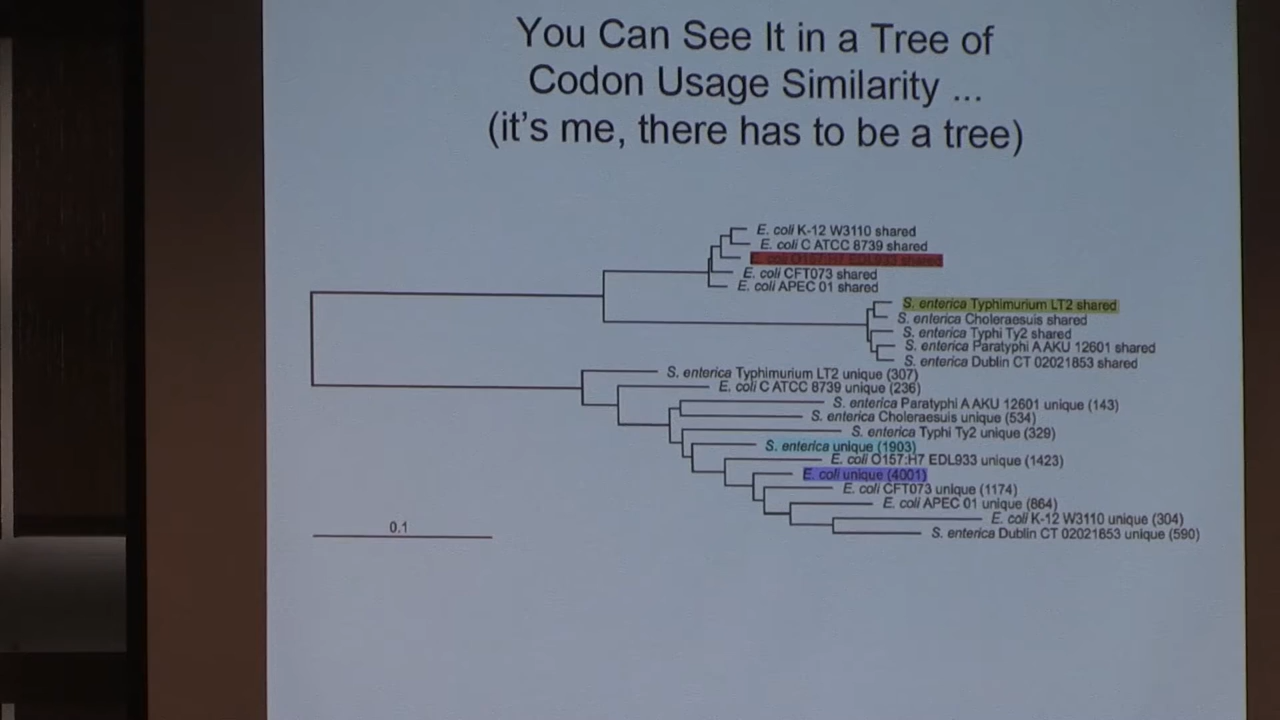 You Can See It in a Tree of
Codon Usage Similarity ...
(it's me, there has to be a tree)
E. coli K-12 W3110 shared
E. coli C ATCC 8739 shared
E. coli O157:H7 EDL933 shared
E. coli CFT073 shared
E. coli APEC 01 shared
S. enterica Typhimurium LT2 shared
S. enterica Choleraesuis shared
S. enterica Typhi Ty2 shared
S. enterica Paratyphi A AKU 12601 shared
S. enterica Dublin CT 02021853 shared
S. enterica Typhimurium LT2 unique (307)
E. coli C ATCC 8739 unique (236)
S. enterica Paratyphi A AKU 12601 unique (143)
S. enterica Choleraesuis unique (534)
S. enterica Typhi Ty2 unique (329)
S. enterica unique (1903)
E. coli O157:H7 EDL933 unique (1423)
E. coli unique (4001)
E. coli CFT073 unique (1174)
E. coli APEC 01 unique (864)
E. coli K-12 W3110 unique (304)
S. enterica Dublin CT 02021853 unique (590)
0.1